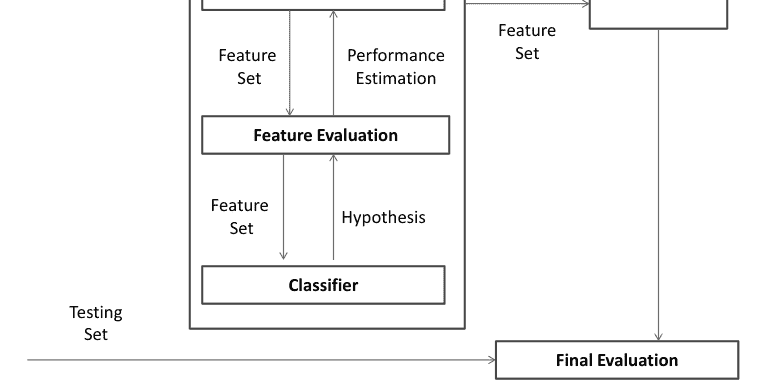 Feature
Set
Performance
Estimation
Feature
Set
Feature Evaluation
Feature
Set
Hypothesis
Classifier
Testing
Set
Final Evaluation